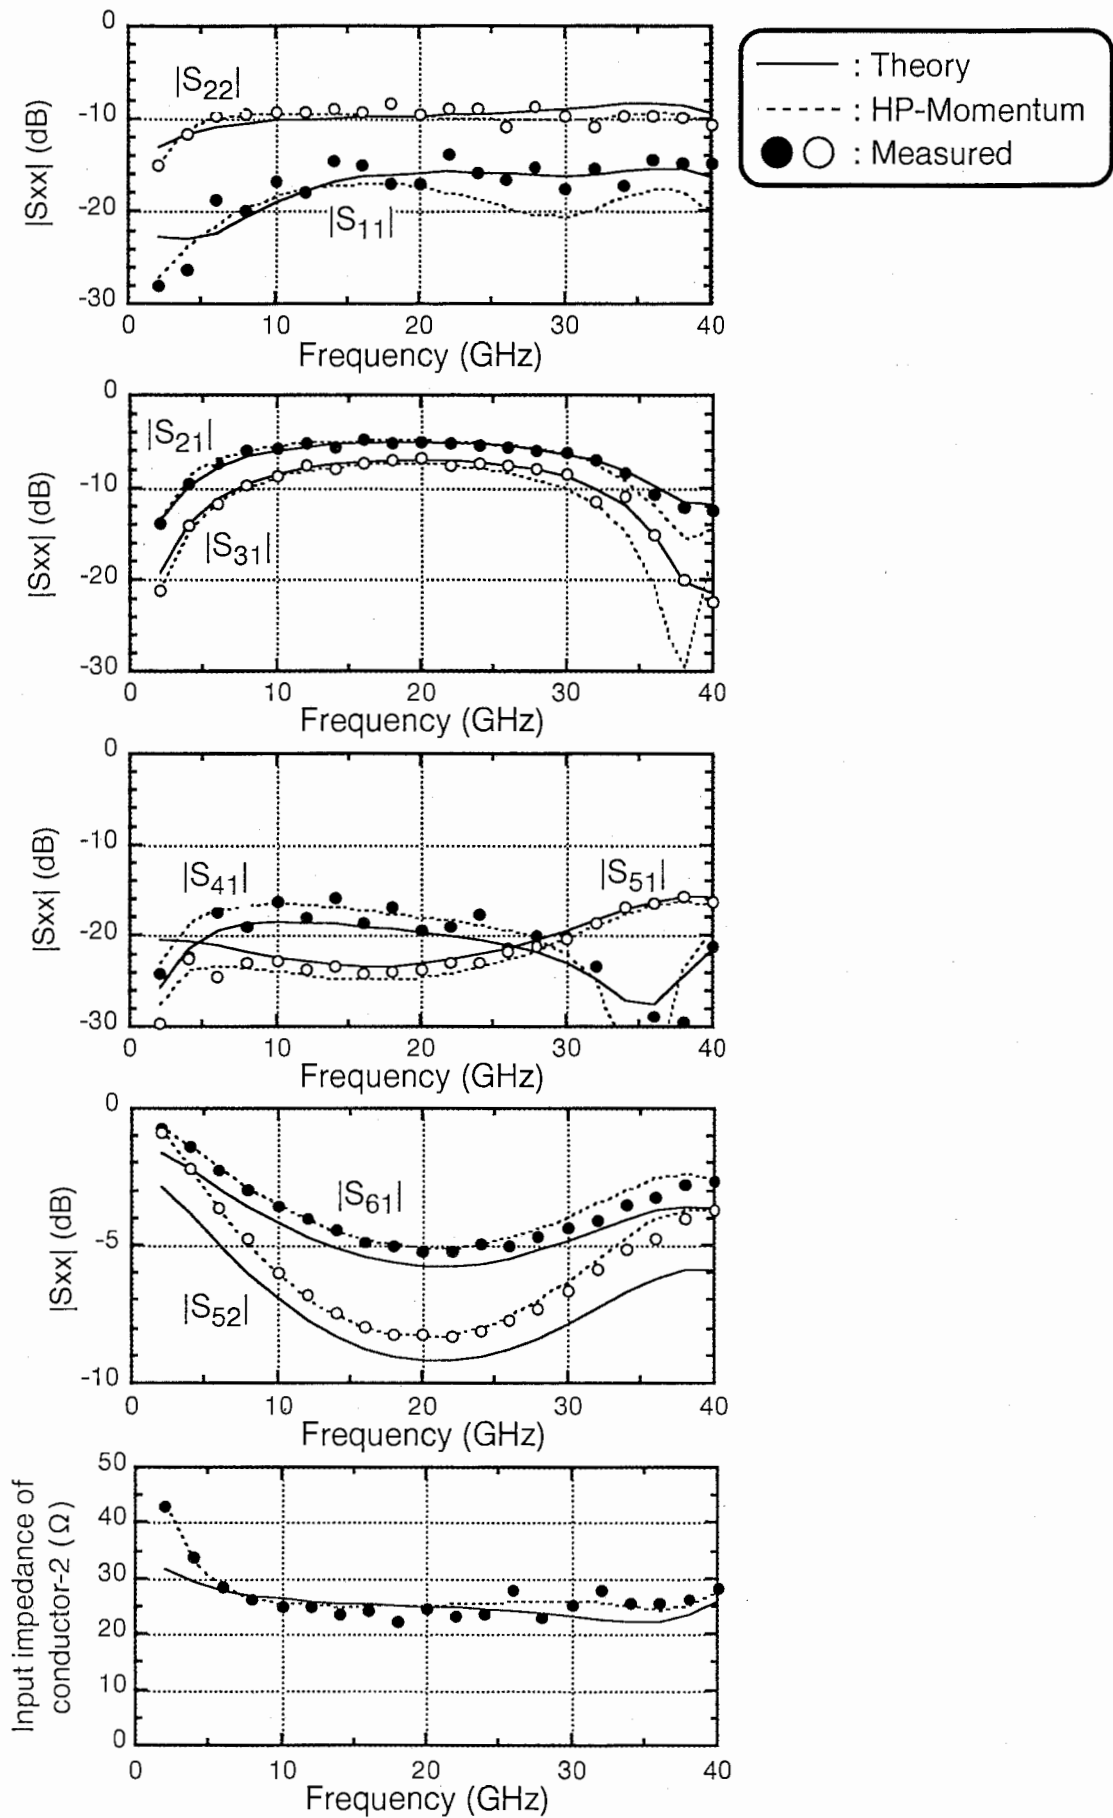 : Theory
: HP-Momentum
: Measured
0
-10
-20
-30
|Sxx| (dB)
|S22|
|S11|
0 10 20 30 40
Frequency (GHz)
0
-10
-20
-30
|Sxx| (dB)
|S21|
|S31|
0 10 20 30 40
Frequency (GHz)
0
-10
-20
-30
|Sxx| (dB)
|S41|
|S51|
0 10 20 30 40
Frequency (GHz)
0
-5
-10
|Sxx| (dB)
|S61|
|S52|
0 10 20 30 40
Frequency (GHz)
50
40
30
20
10
0
Input impedance of
conductor-2 (Ω)
0 10 20 30 40
Frequency (GHz)